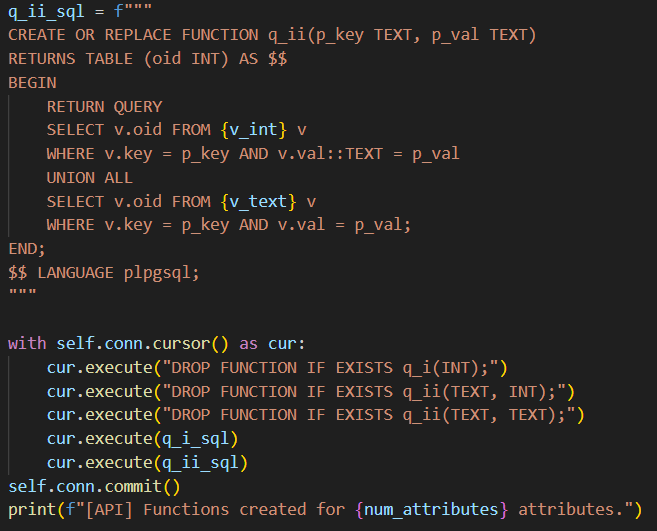 q_ii_sql = f"""
CREATE OR REPLACE FUNCTION q_ii(p_key TEXT, p_val TEXT)
RETURNS TABLE (oid INT) AS $$
BEGIN
    RETURN QUERY
    SELECT v.oid FROM {v_int} v
    WHERE v.key = p_key AND v.val::TEXT = p_val
    UNION ALL
    SELECT v.oid FROM {v_text} v
    WHERE v.key = p_key AND v.val = p_val;
END;
$$ LANGUAGE plpgsql;
"""

with self.conn.cursor() as cur:
    cur.execute("DROP FUNCTION IF EXISTS q_i(INT);")
    cur.execute("DROP FUNCTION IF EXISTS q_ii(TEXT, INT);")
    cur.execute("DROP FUNCTION IF EXISTS q_ii(TEXT, TEXT);")
    cur.execute(q_i_sql)
    cur.execute(q_ii_sql)
self.conn.commit()
print(f"[API] Functions created for {num_attributes} attributes.")